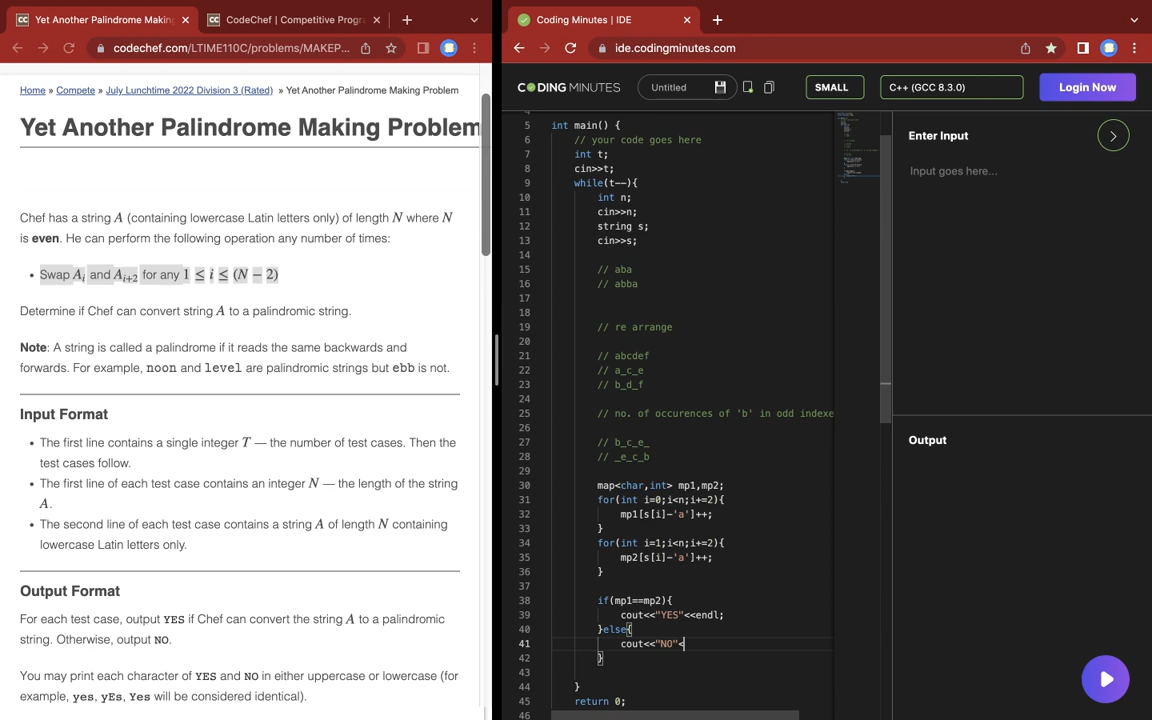 Yet Another Palindrome Making
CodeChef | Competitive Progr
codechef.com/LTIME110C/problems/MAKEP...
Home » Compete » July Lunchtime 2022 Division 3 (Rated) » Yet Another Palindrome Making Problem
Yet Another Palindrome Making Problem
Chef has a string A (containing lowercase Latin letters only) of length N where N
is even. He can perform the following operation any number of times:
• Swap Aᵢ and Aᵢ₊₂ for any 1 ≤ i ≤ (N − 2)
Determine if Chef can convert string A to a palindromic string.
Note: A string is called a palindrome if it reads the same backwards and
forwards. For example, noon and level are palindromic strings but ebb is not.
Input Format
• The first line contains a single integer T — the number of test cases. Then the
test cases follow.
• The first line of each test case contains an integer N — the length of the string
A.
• The second line of each test case contains a string A of length N containing
lowercase Latin letters only.
Output Format
For each test case, output YES if Chef can convert the string A to a palindromic
string. Otherwise, output NO.
You may print each character of YES and NO in either uppercase or lowercase (for
example, yes, yEs, Yes will be considered identical).
Coding Minutes | IDE
ide.codingminutes.com
CODING MINUTES
Untitled
SMALL
C++ (GCC 8.3.0)
Login Now
5 int main() {
6 // your code goes here
7 int t;
8 cin>>t;
9 while(t--){
10 int n;
11 cin>>n;
12 string s;
13 cin>>s;
14
15 // aba
16 // abba
17
18
19 // re arrange
20
21 // abcdef
22 // a_c_e
23 // b_d_f
24
25 // no. of occurences of 'b' in odd indexe
26
27 // b_c_e_
28 // _e_c_b
29
30 map<char,int> mp1,mp2;
31 for(int i=0;i<n;i+=2){
32 mp1[s[i]-'a']++;
33 }
34 for(int i=1;i<n;i+=2){
35 mp2[s[i]-'a']++;
36 }
37
38 if(mp1==mp2){
39 cout<<"YES"<<endl;
40 }else{
41 cout<<"NO"<
42 }
43
44 }
45 return 0;
46
Enter Input
Input goes here...
Output